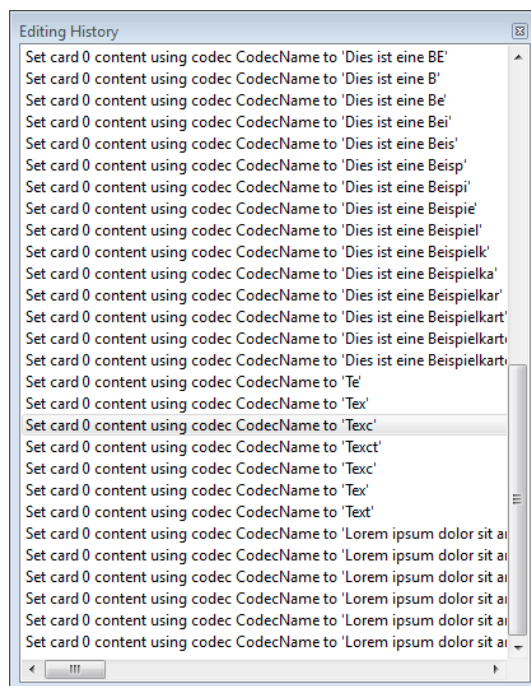 Editing History
Set card 0 content using codec CodecName to 'Dies ist eine BE'
Set card 0 content using codec CodecName to 'Dies ist eine B'
Set card 0 content using codec CodecName to 'Dies ist eine Be'
Set card 0 content using codec CodecName to 'Dies ist eine Bei'
Set card 0 content using codec CodecName to 'Dies ist eine Beis'
Set card 0 content using codec CodecName to 'Dies ist eine Beisp'
Set card 0 content using codec CodecName to 'Dies ist eine Beispi'
Set card 0 content using codec CodecName to 'Dies ist eine Beispie'
Set card 0 content using codec CodecName to 'Dies ist eine Beispiel'
Set card 0 content using codec CodecName to 'Dies ist eine Beispielk'
Set card 0 content using codec CodecName to 'Dies ist eine Beispielka'
Set card 0 content using codec CodecName to 'Dies ist eine Beispielkar'
Set card 0 content using codec CodecName to 'Dies ist eine Beispielkart'
Set card 0 content using codec CodecName to 'Dies ist eine Beispielkarte
Set card 0 content using codec CodecName to 'Dies ist eine Beispielkarte
Set card 0 content using codec CodecName to 'Te'
Set card 0 content using codec CodecName to 'Tex'
Set card 0 content using codec CodecName to 'Texc'
Set card 0 content using codec CodecName to 'Texct'
Set card 0 content using codec CodecName to 'Texc'
Set card 0 content using codec CodecName to 'Tex'
Set card 0 content using codec CodecName to 'Text'
Set card 0 content using codec CodecName to 'Lorem ipsum dolor sit a
Set card 0 content using codec CodecName to 'Lorem ipsum dolor sit a
Set card 0 content using codec CodecName to 'Lorem ipsum dolor sit a
Set card 0 content using codec CodecName to 'Lorem ipsum dolor sit a
Set card 0 content using codec CodecName to 'Lorem ipsum dolor sit a
Set card 0 content using codec CodecName to 'Lorem ipsum dolor sit a